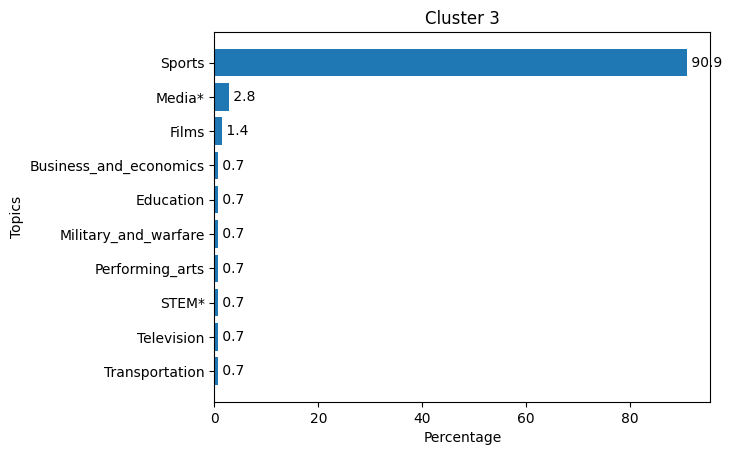 Cluster 3
Topics
Sports 90.9
Media* 2.8
Films 1.4
Business_and_economics 0.7
Education 0.7
Military_and_warfare 0.7
Performing_arts 0.7
STEM* 0.7
Television 0.7
Transportation 0.7
0 20 40 60 80
Percentage